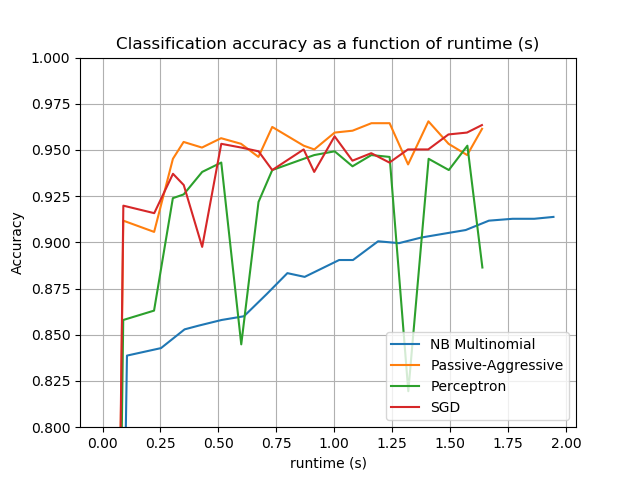 Classification accuracy as a function of runtime (s)
1.000
0.975
0.950
0.925
0.900
0.875
0.850
0.825
0.800
Accuracy
NB Multinomial
Passive-Aggressive
Perceptron
SGD
0.00 0.25 0.50 0.75 1.00 1.25 1.50 1.75 2.00
runtime (s)